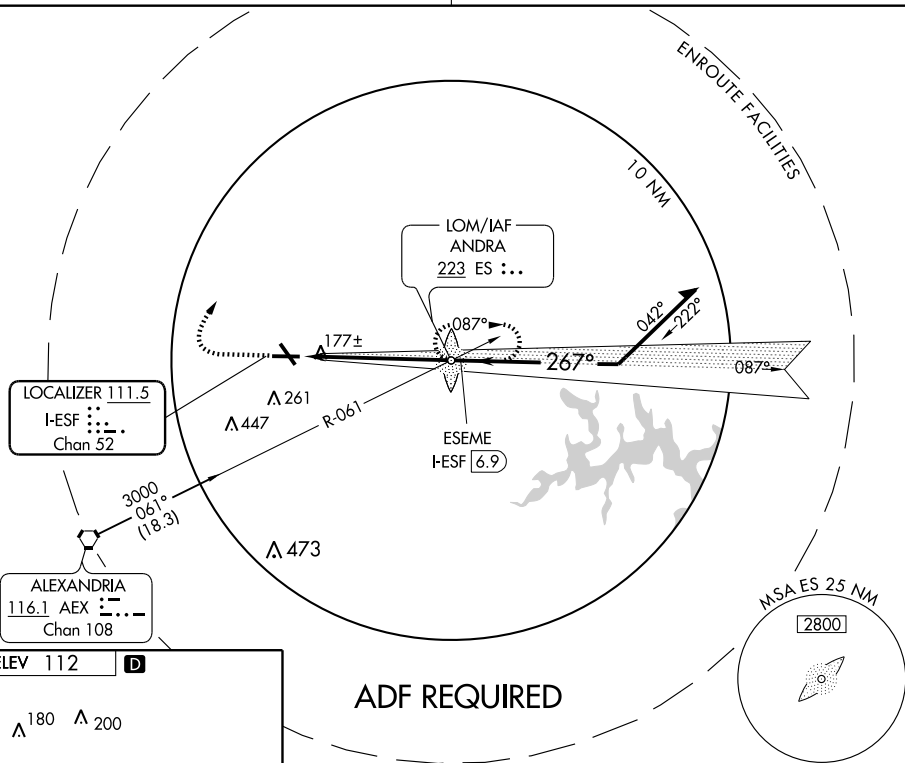 ENROUTE FACILITIES
10 NM
LOM/IAF
ANDRA
223 ES
087°
042°
222°
177±
267°
087°
LOCALIZER 111.5
I-ESF
Chan 52
261
447
R-061
ESEME
I-ESF 6.9
3000
061°
(18.3)
473
ALEXANDRIA
116.1 AEX
Chan 108
MSA ES 25 NM
2800
ELEV 112 D
180
200
ADF REQUIRED